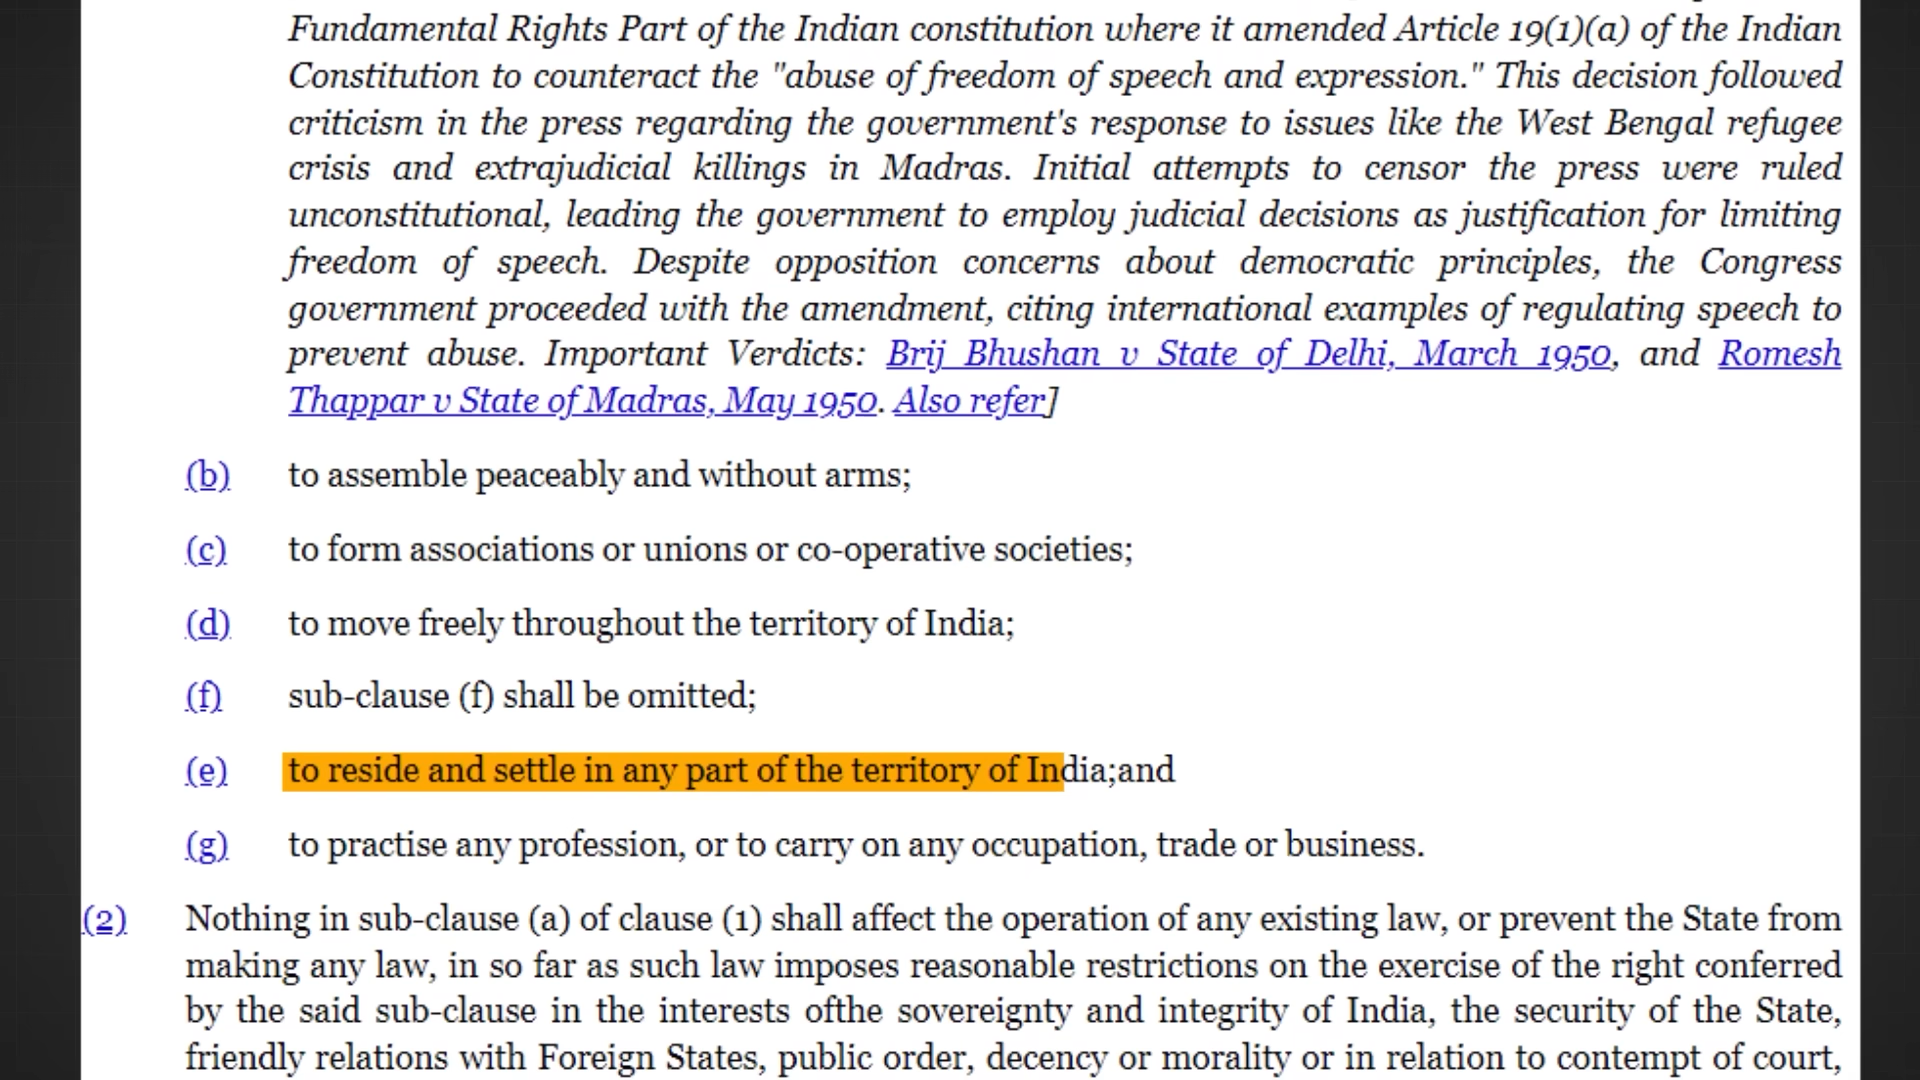 Fundamental Rights Part of the Indian constitution where it amended Article 19(1)(a) of the Indian
Constitution to counteract the "abuse of freedom of speech and expression." This decision followed
criticism in the press regarding the government's response to issues like the West Bengal refugee
crisis and extrajudicial killings in Madras. Initial attempts to censor the press were ruled
unconstitutional, leading the government to employ judicial decisions as justification for limiting
freedom of speech. Despite opposition concerns about democratic principles, the Congress
government proceeded with the amendment, citing international examples of regulating speech to
prevent abuse. Important Verdicts: Brij Bhushan v State of Delhi, March 1950, and Romesh
Thappar v State of Madras, May 1950. Also refer]
(b) to assemble peaceably and without arms;
(c) to form associations or unions or co-operative societies;
(d) to move freely throughout the territory of India;
(f) sub-clause (f) shall be omitted;
(e) to reside and settle in any part of the territory of India;and
(g) to practise any profession, or to carry on any occupation, trade or business.
(2) Nothing in sub-clause (a) of clause (1) shall affect the operation of any existing law, or prevent the State from
making any law, in so far as such law imposes reasonable restrictions on the exercise of the right conferred
by the said sub-clause in the interests ofthe sovereignty and integrity of India, the security of the State,
friendly relations with Foreign States, public order, decency or morality or in relation to contempt of court,